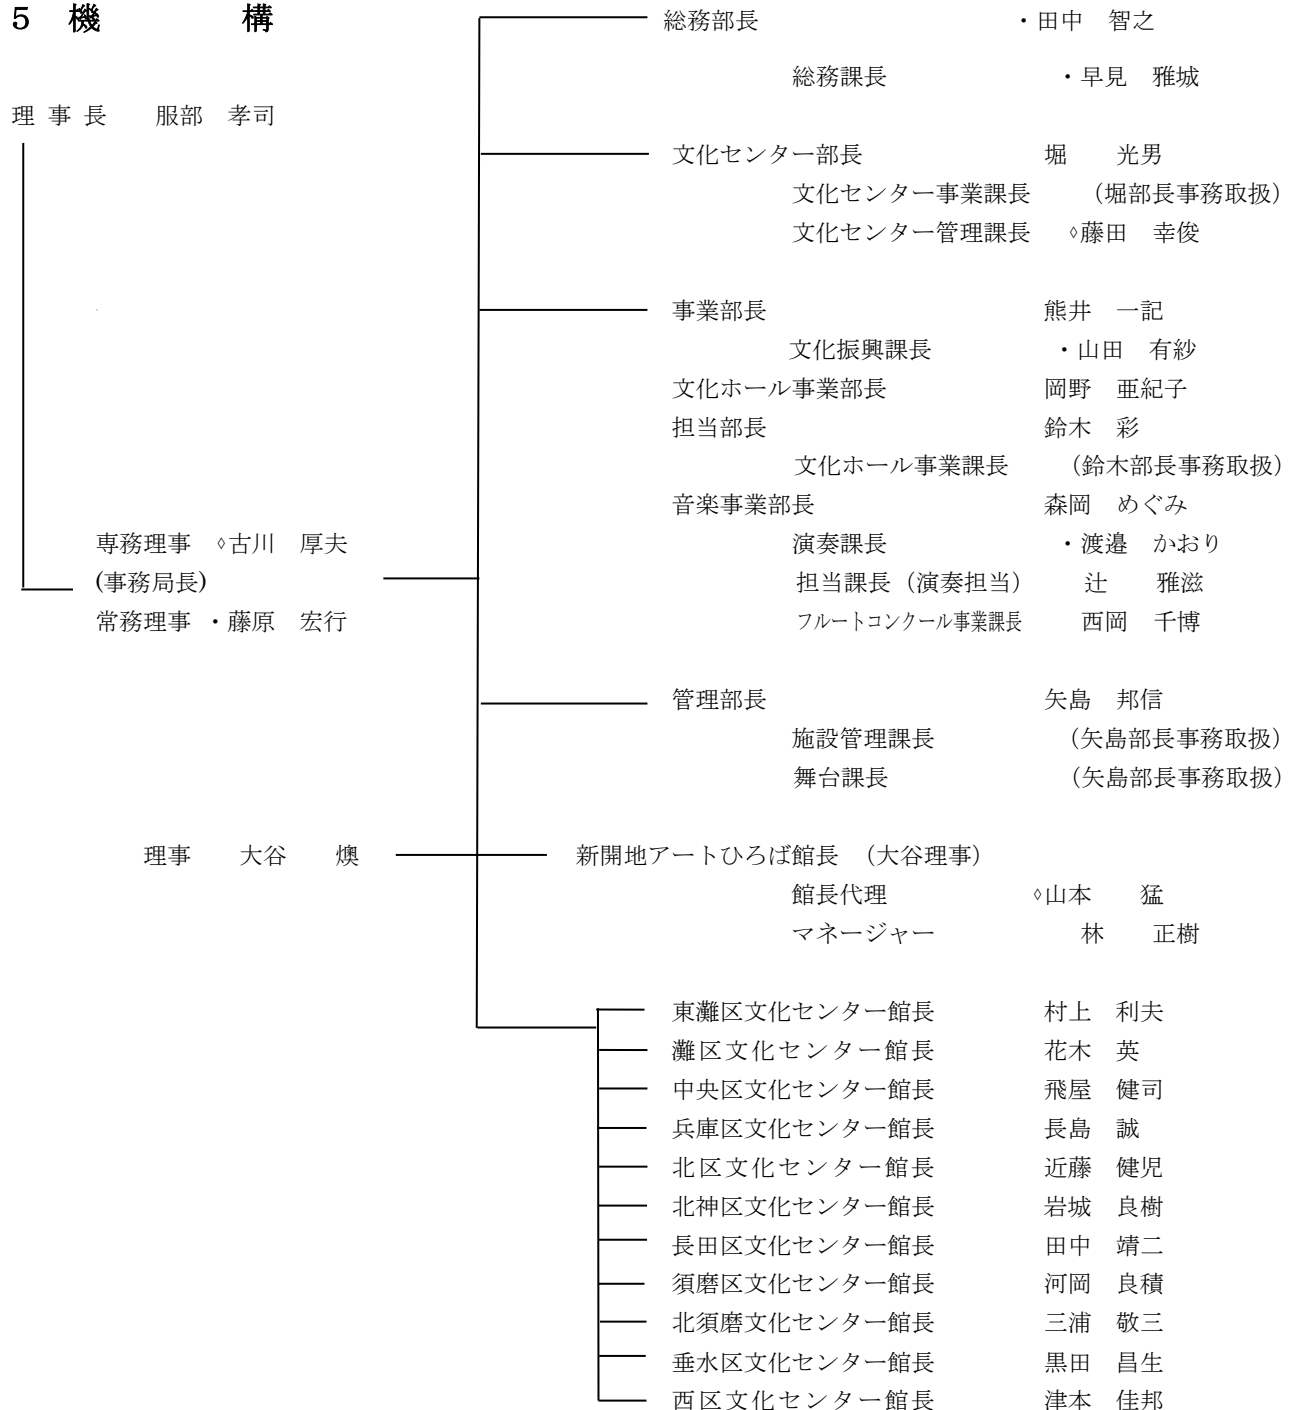 5　機　　　　　構
総務部長　　　　　・田中　智之
総務課長　　　　　・早見　雅城
理 事 長　　服部　孝司
文化センター部長　　　　堀　　光男
文化センター事業課長　　（堀部長事務取扱）
文化センター管理課長　　◊藤田　幸俊
事業部長　　　　熊井　一記
文化振興課長　　　　・山田　有紗
文化ホール事業部長　　　　岡野　亜紀子
担当部長　　　　鈴木　彩
文化ホール事業課長　　（鈴木部長事務取扱）
音楽事業部長　　　　森岡　めぐみ
専務理事　◊古川　厚夫　　　　演奏課長　　　　・渡邉　かおり
(事務局長)　　　　担当課長（演奏担当）　　辻　　雅滋
常務理事 ・藤原　宏行　　　　フルートコンクール事業課長　　西岡　千博
管理部長　　　　矢島　邦信
施設管理課長　　　　（矢島部長事務取扱）
舞台課長　　　　（矢島部長事務取扱）
理事　　大谷　　燠　　　　新開地アートひろば館長　（大谷理事）
館長代理　　　　◊山本　　猛
マネージャー　　　　林　　正樹
東灘区文化センター館長　　　　村上　利夫
灘区文化センター館長　　　　花木　英
中央区文化センター館長　　　　飛屋　健司
兵庫区文化センター館長　　　　長島　誠
北区文化センター館長　　　　近藤　健児
北神区文化センター館長　　　　岩城　良樹
長田区文化センター館長　　　　田中　靖二
須磨区文化センター館長　　　　河岡　良積
北須磨文化センター館長　　　　三浦　敬三
垂水区文化センター館長　　　　黒田　昌生
西区文化センター館長　　　　津本　佳邦